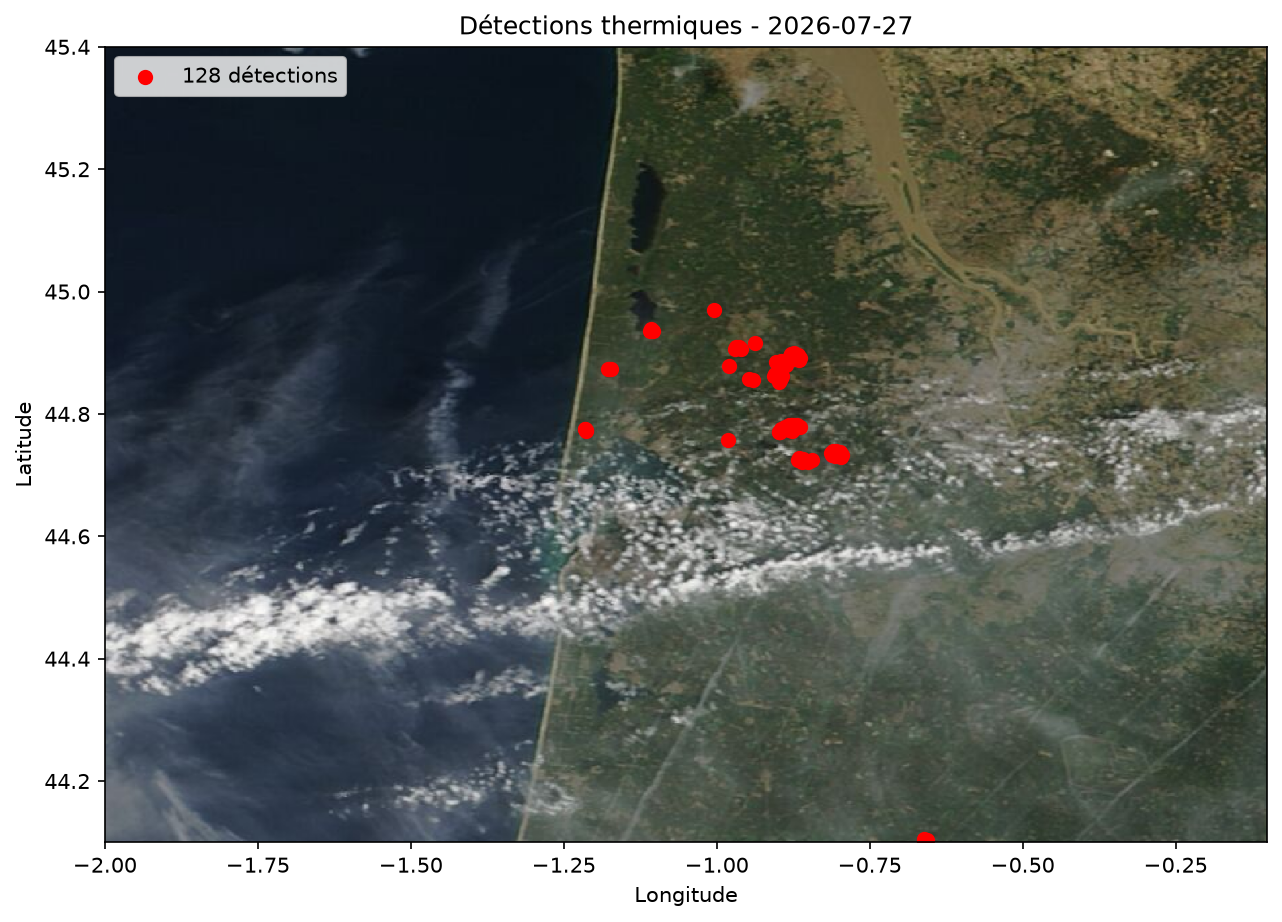 Détections thermiques - 2026-07-27
128 détections
45.4
45.2
45.0
44.8
44.6
44.4
44.2
Latitude
−2.00 −1.75 −1.50 −1.25 −1.00 −0.75 −0.50 −0.25
Longitude